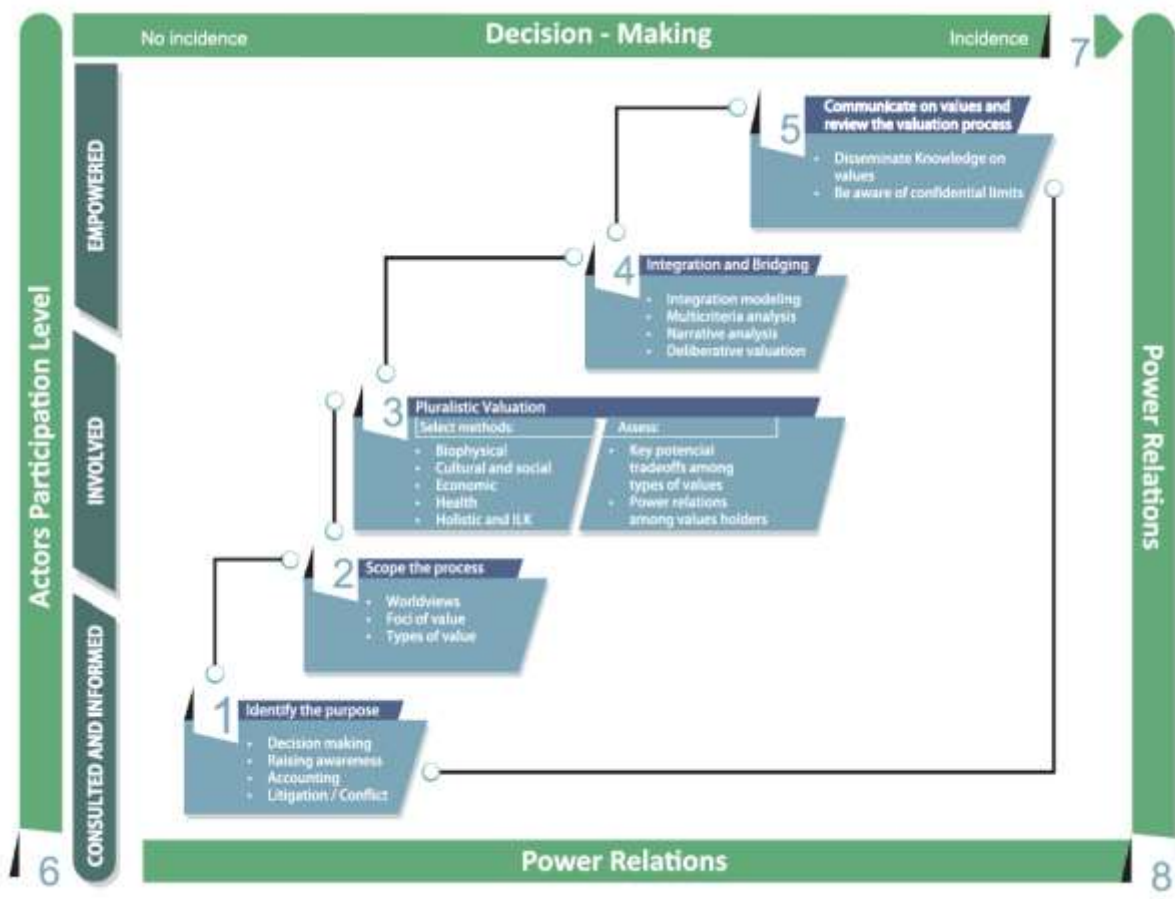 No incidence
Decision - Making
Incidence
7
Actors Participation Level
6
EMPOWERED
INVOLVED
CONSULTED AND INFORMED
5
Communicate on values and
review the valuation process
• Disseminate Knowledge on
values
• Be aware of confidential limits
4
Integration and Bridging
• Integration modeling
• Multicriteria analysis
• Narrative analysis
• Deliberative valuation
3
Pluralistic Valuation
Select methods:
• Biophysical
• Cultural and social
• Economic
• Health
• Holistic and ILK
Assess:
• Key potencial
tradeoffs among
types of values
• Power relations
among values holders
2
Scope the process
• Worldviews
• Foci of value
• Types of value
1
Identify the purpose
• Decision making
• Raising awareness
• Accounting
• Litigation / Conflict
Power Relations
8
Power Relations